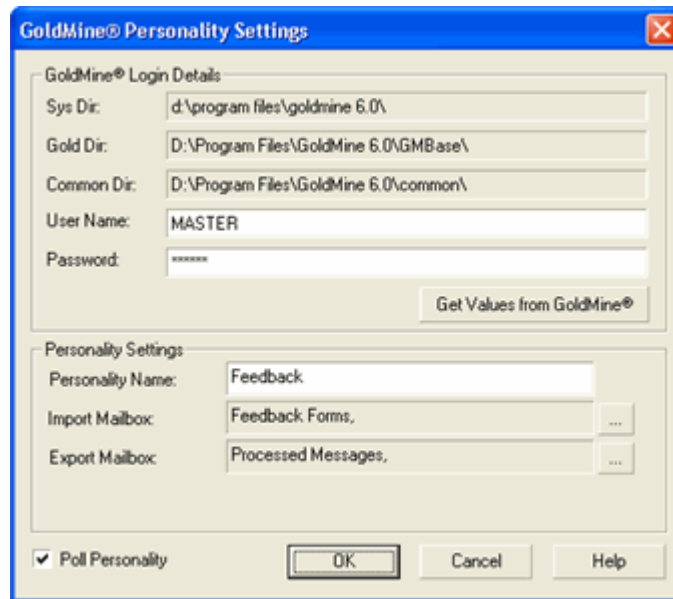 GoldMine® Personality Settings
GoldMine® Login Details
Sys Dir: d:\program files\goldmine 6.0\
Gold Dir: D:\Program Files\GoldMine 6.0\GMBase\
Common Dir: D:\Program Files\GoldMine 6.0\common\
User Name: MASTER
Password: ******
Get Values from GoldMine®
Personality Settings
Personality Name: Feedback
Import Mailbox: Feedback Forms, ...
Export Mailbox: Processed Messages, ...
Poll Personality OK Cancel Help